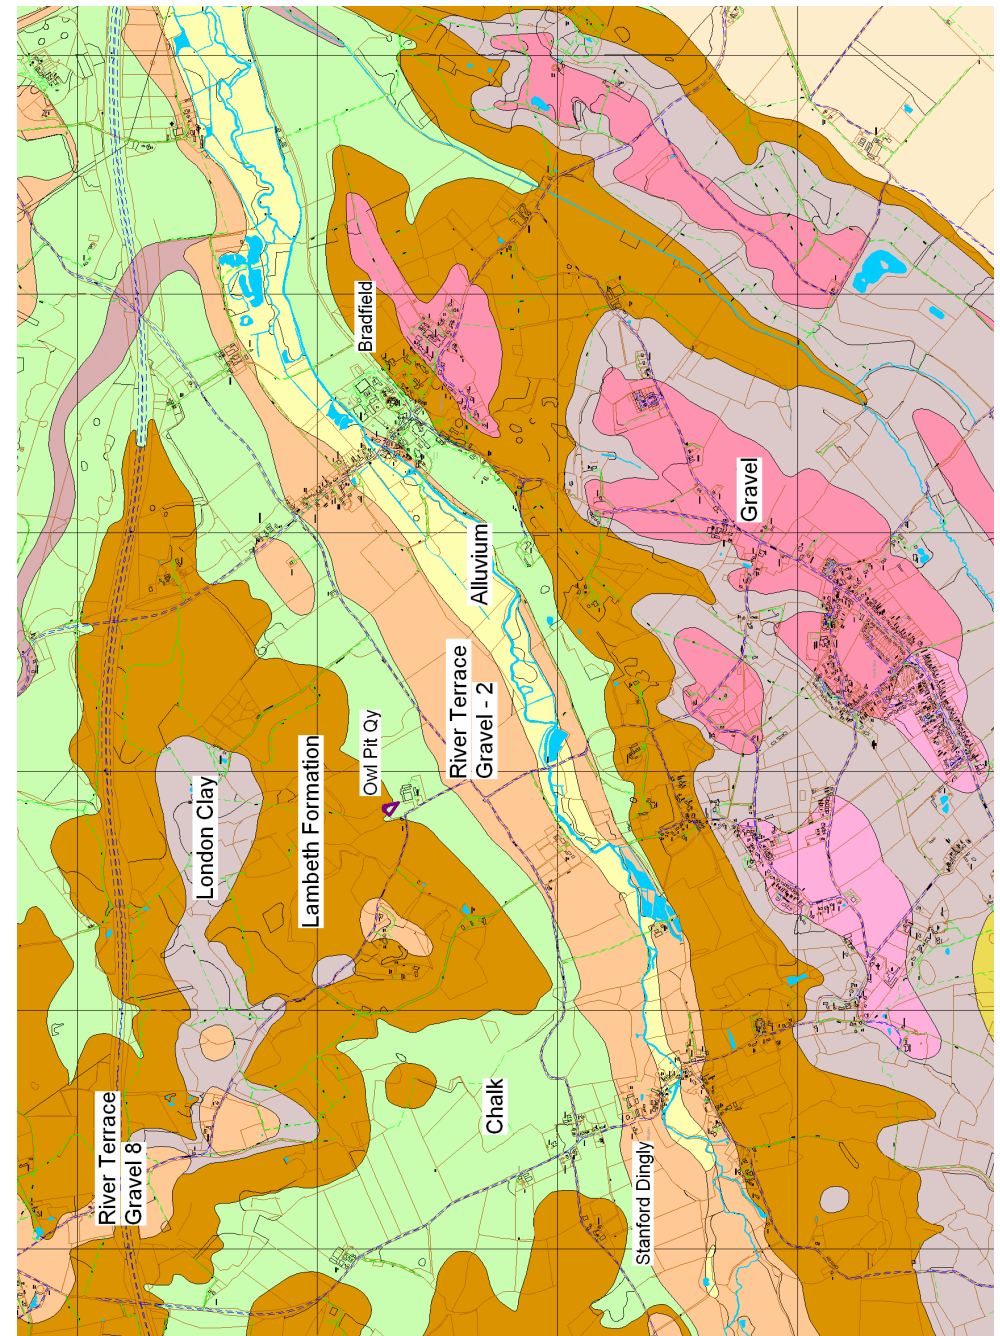 River Terrace
Gravel 8
London Clay
Lambeth Formation
Owl Pit Qy
Bradfield
River Terrace
Gravel - 2
Alluvium
Chalk
Stanford Dingly
Gravel